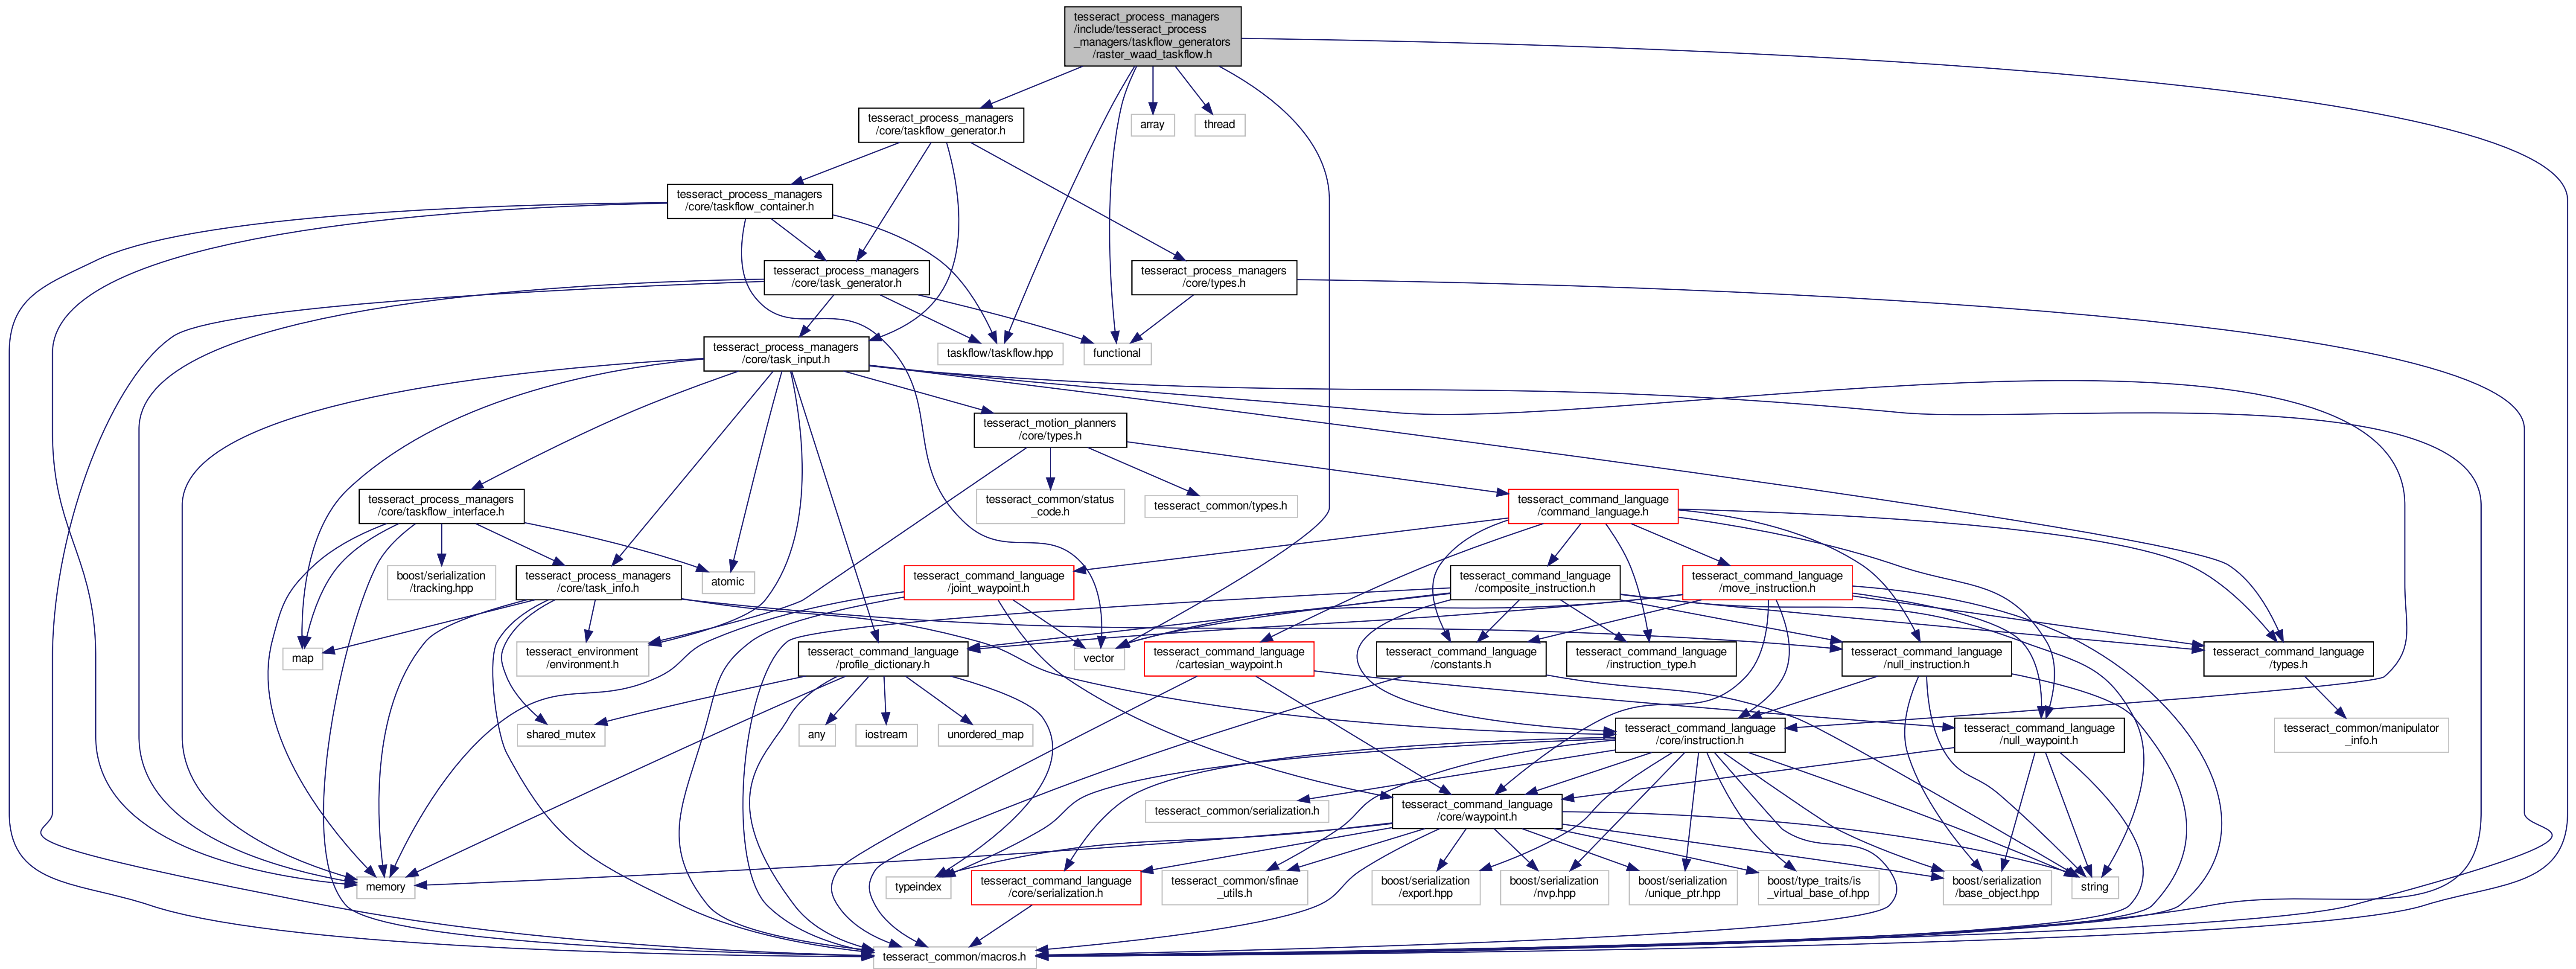 tesseract_process_managers
/include/tesseract_process
_managers/taskflow_generators
/raster_waad_taskflow.h
tesseract_process_managers
/core/taskflow_generator.h
array
thread
tesseract_process_managers
/core/taskflow_container.h
tesseract_process_managers
/core/task_generator.h
tesseract_process_managers
/core/types.h
tesseract_process_managers
/core/task_input.h
taskflow/taskflow.hpp
functional
tesseract_motion_planners
/core/types.h
tesseract_process_managers
/core/taskflow_interface.h
tesseract_common/status
_code.h
tesseract_common/types.h
tesseract_command_language
/command_language.h
boost/serialization
/tracking.hpp
tesseract_process_managers
/core/task_info.h
atomic
tesseract_command_language
/joint_waypoint.h
tesseract_command_language
/composite_instruction.h
tesseract_command_language
/move_instruction.h
map
tesseract_environment
/environment.h
tesseract_command_language
/profile_dictionary.h
vector
tesseract_command_language
/cartesian_waypoint.h
tesseract_command_language
/constants.h
tesseract_command_language
/instruction_type.h
tesseract_command_language
/null_instruction.h
tesseract_command_language
/types.h
shared_mutex
any
iostream
unordered_map
tesseract_command_language
/core/instruction.h
tesseract_command_language
/null_waypoint.h
tesseract_common/manipulator
_info.h
tesseract_common/serialization.h
tesseract_command_language
/core/waypoint.h
memory
typeindex
tesseract_command_language
/core/serialization.h
tesseract_common/sfinae
_utils.h
boost/serialization
/export.hpp
boost/serialization
/nvp.hpp
boost/serialization
/unique_ptr.hpp
boost/type_traits/is
_virtual_base_of.hpp
boost/serialization
/base_object.hpp
string
tesseract_common/macros.h